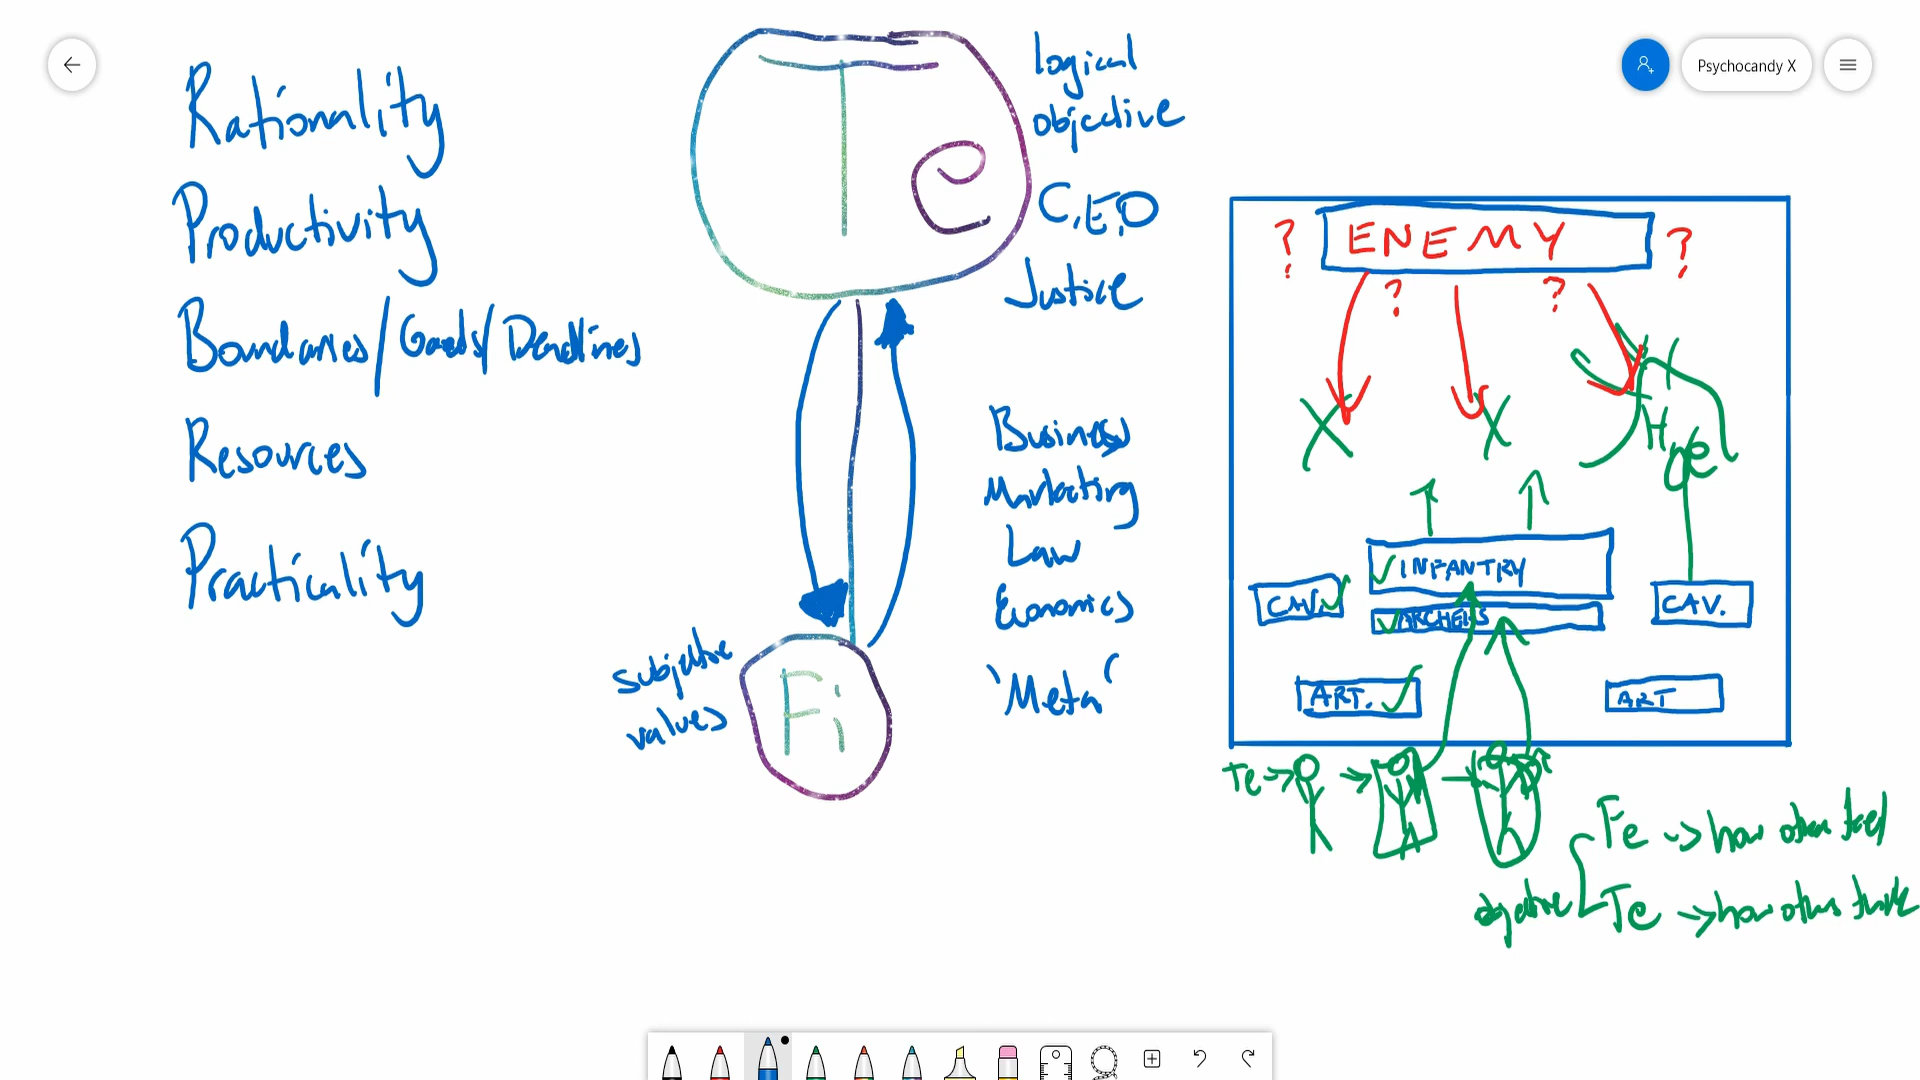 Rationality
Productivity
Boundaries/Goals/Deadlines
Resources
Practicality
Te
logical
objective
C.E.O
Justice
Business
Marketing
Law
Economics
'Meta'
subjective
values
Fi
Psychocandy X
? ENEMY ?
? ?
X X X
H
INFANTRY
CAV.
ARCHERS
CAV.
ART.
ART
Te
Fe → how others feel
objective
Te → how others think